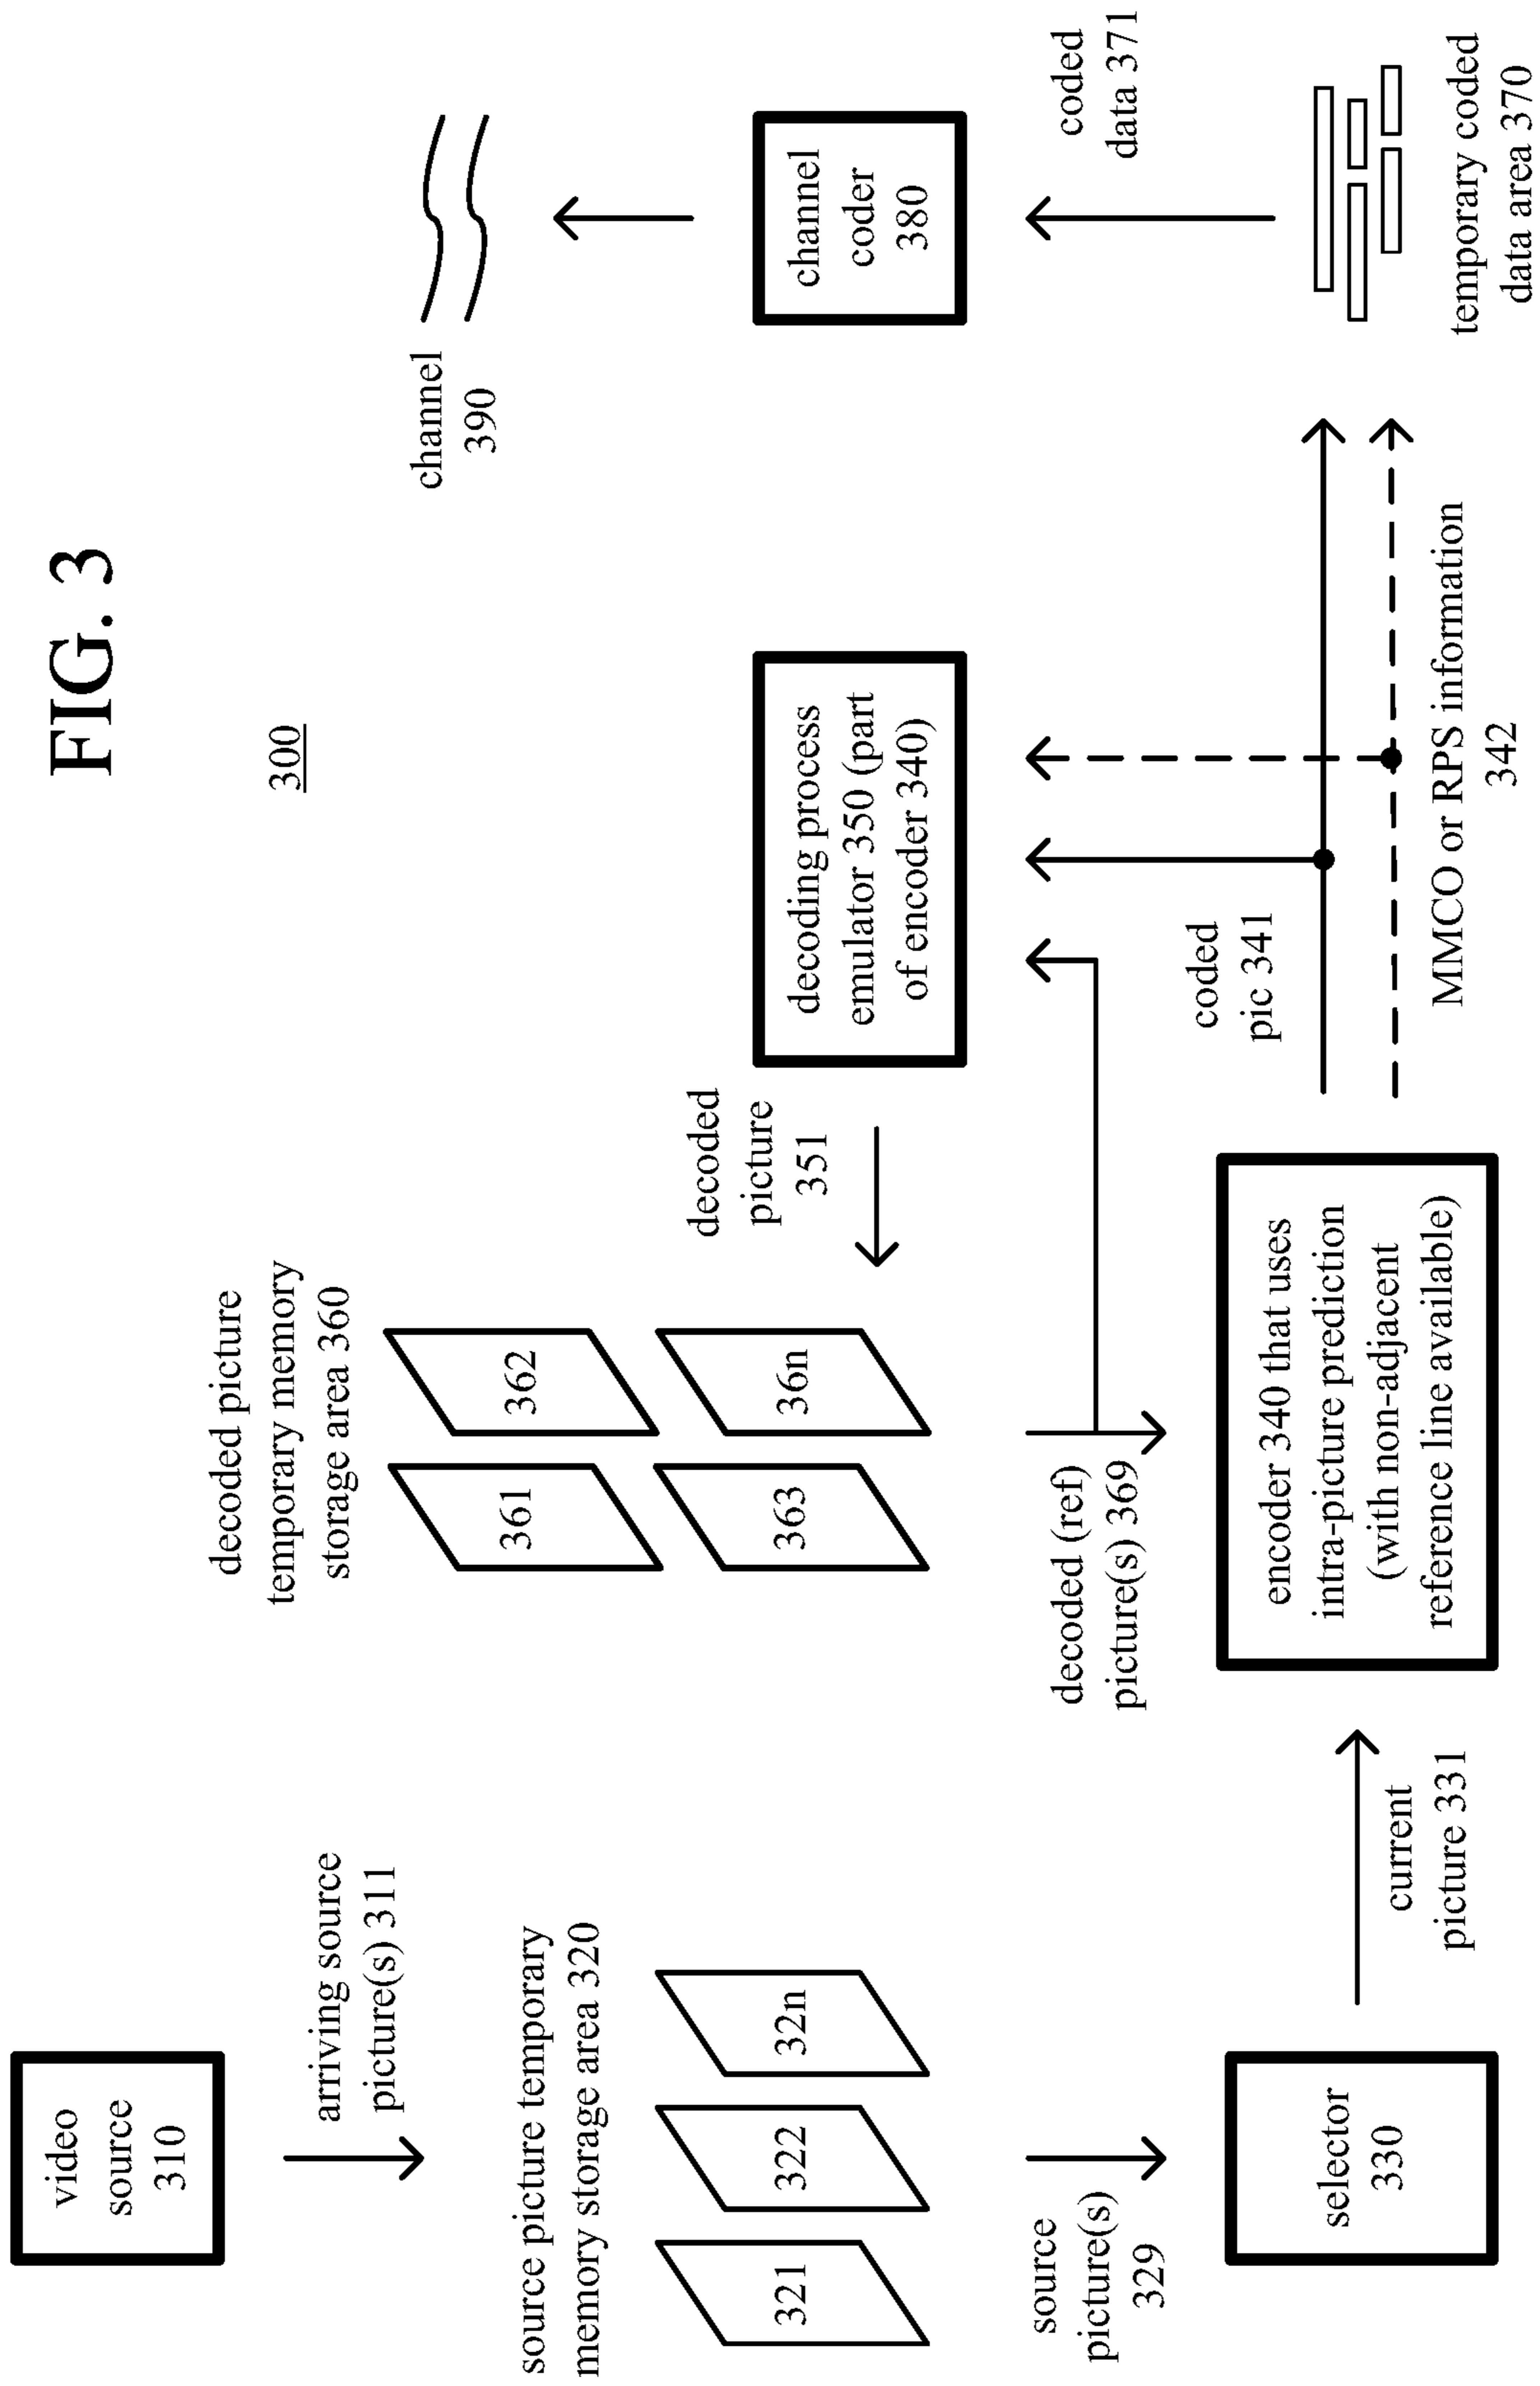 FIG. 3
300
video
source
310
arriving source
picture(s) 311
source picture temporary
memory storage area 320
321
322
32n
source
picture(s)
329
selector
330
current
picture 331
decoded picture
temporary memory
storage area 360
361
362
363
36n
decoded (ref)
picture(s) 369
encoder 340 that uses
intra-picture prediction
(with non-adjacent
reference line available)
decoded
picture
351
decoding process
emulator 350 (part
of encoder 340)
coded
pic 341
MMCO or RPS information
342
channel
390
channel
coder
380
coded
data 371
temporary coded
data area 370